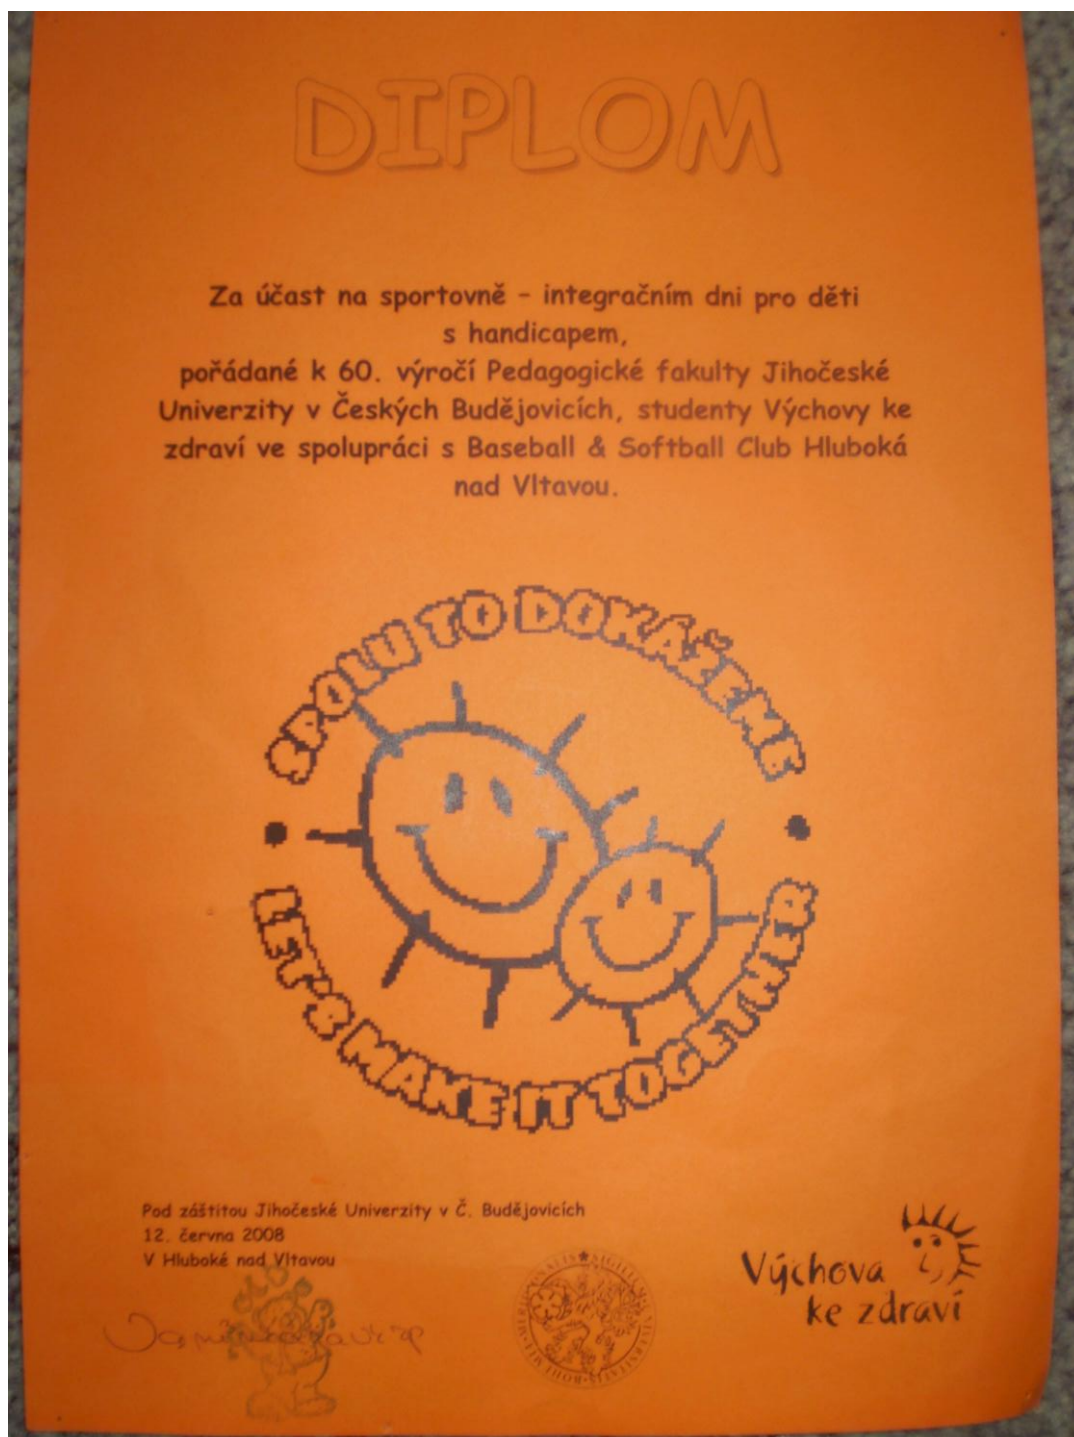 DIPLOM
Za účast na sportovně - integračním dni pro děti
s handicapem,
pořádané k 60. výročí Pedagogické fakulty Jihočeské
Univerzity v Českých Budějovicích, studenty Výchovy ke
zdraví ve spolupráci s Baseball & Softball Club Hluboká
nad Vltavou.
SPOLU TO DOKÁŽEME
LET'S MAKE IT TOGETHER
Pod záštitou Jihočeské Univerzity v Č. Budějovicích
12. června 2008
V Hluboké nad Vltavou
Výchova
ke zdraví